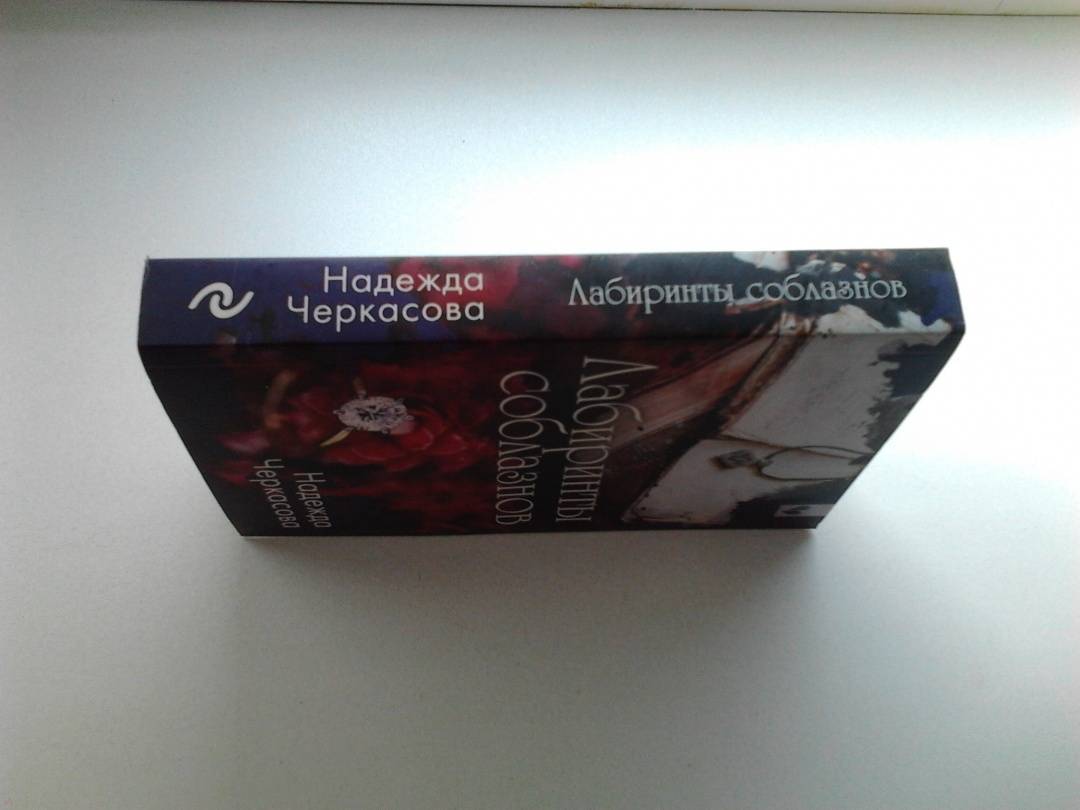 Надежда
Черкасова
Лабиринты соблазнов
Лабиринты
соблазнов
Надежда
Черкасова